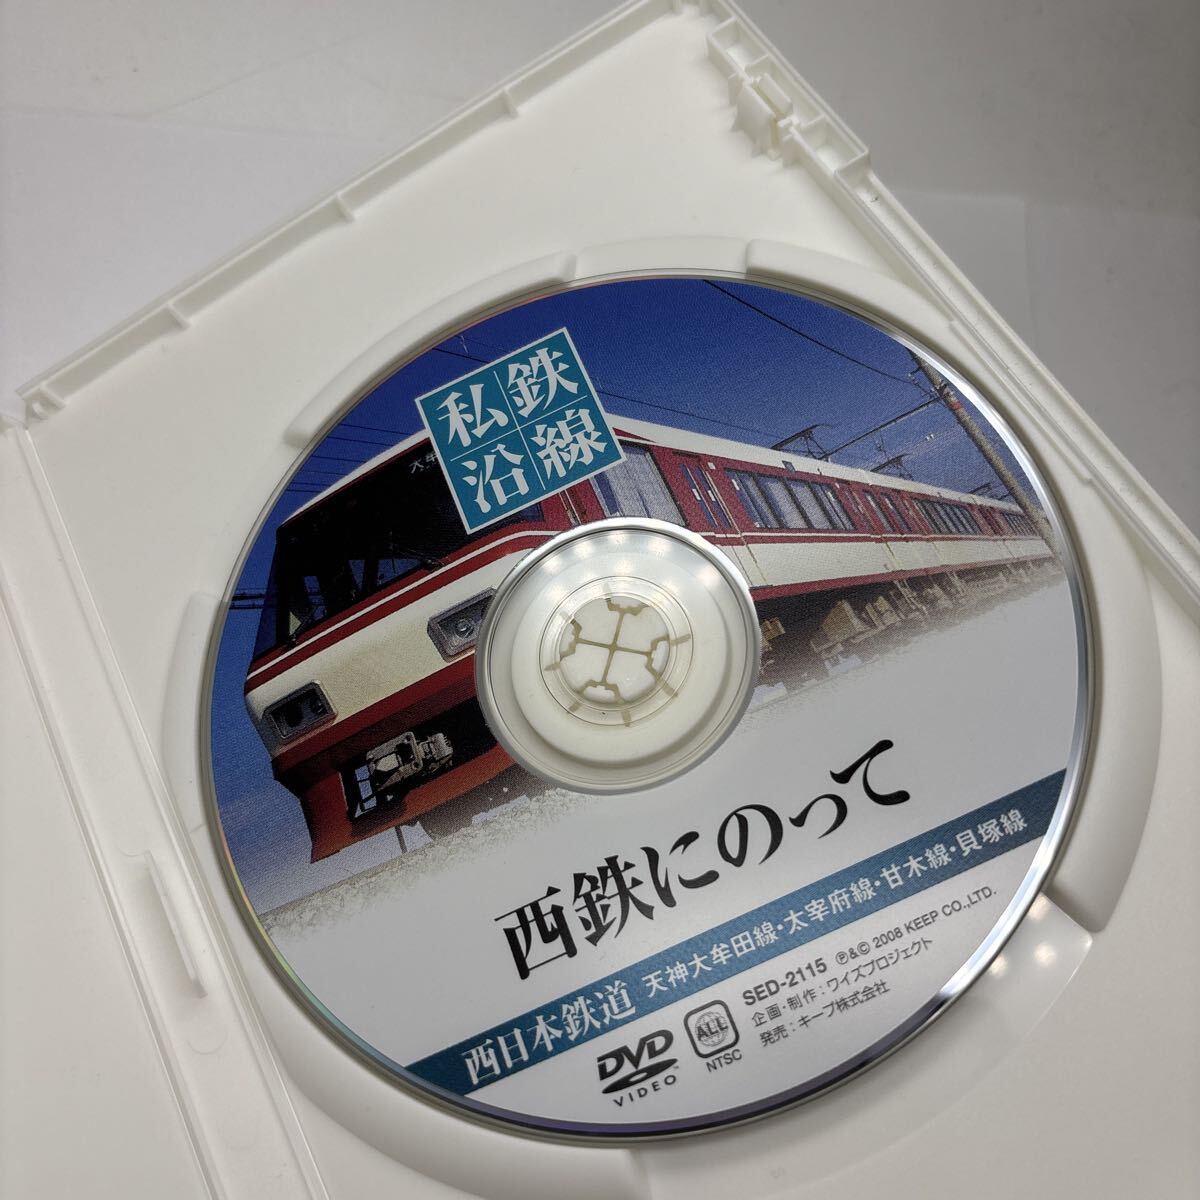 私鉄
沿線
大牟
西鉄にのって
西日本鉄道 天神大牟田線・太宰府線・甘木線・貝塚線
DVD
VIDEO
ALL
NTSC
SED-2115 Ⓟ&© 2008 KEEP CO.,LTD.
企画・制作:ワイズプロジェクト
発売:キープ株式会社